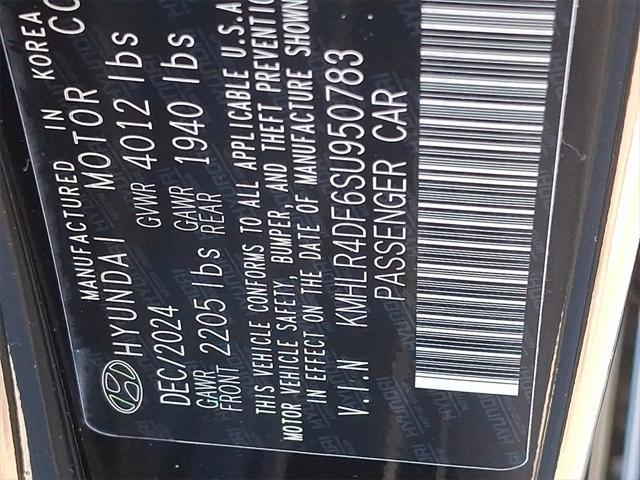 MANUFACTURED IN KOREA
HYUNDAI MOTOR CO
DEC/2024 GVWR 4012 lbs
GAWR FRONT 2205 lbs GAWR REAR 1940 lbs
THIS VEHICLE CONFORMS TO ALL APPLICABLE U.S.A
MOTOR VEHICLE SAFETY, BUMPER, AND THEFT PREVENTIO
IN EFFECT ON THE DATE OF MANUFACTURE SHOWN
V.I.N KMHLR4DF6SU950783
PASSENGER CAR